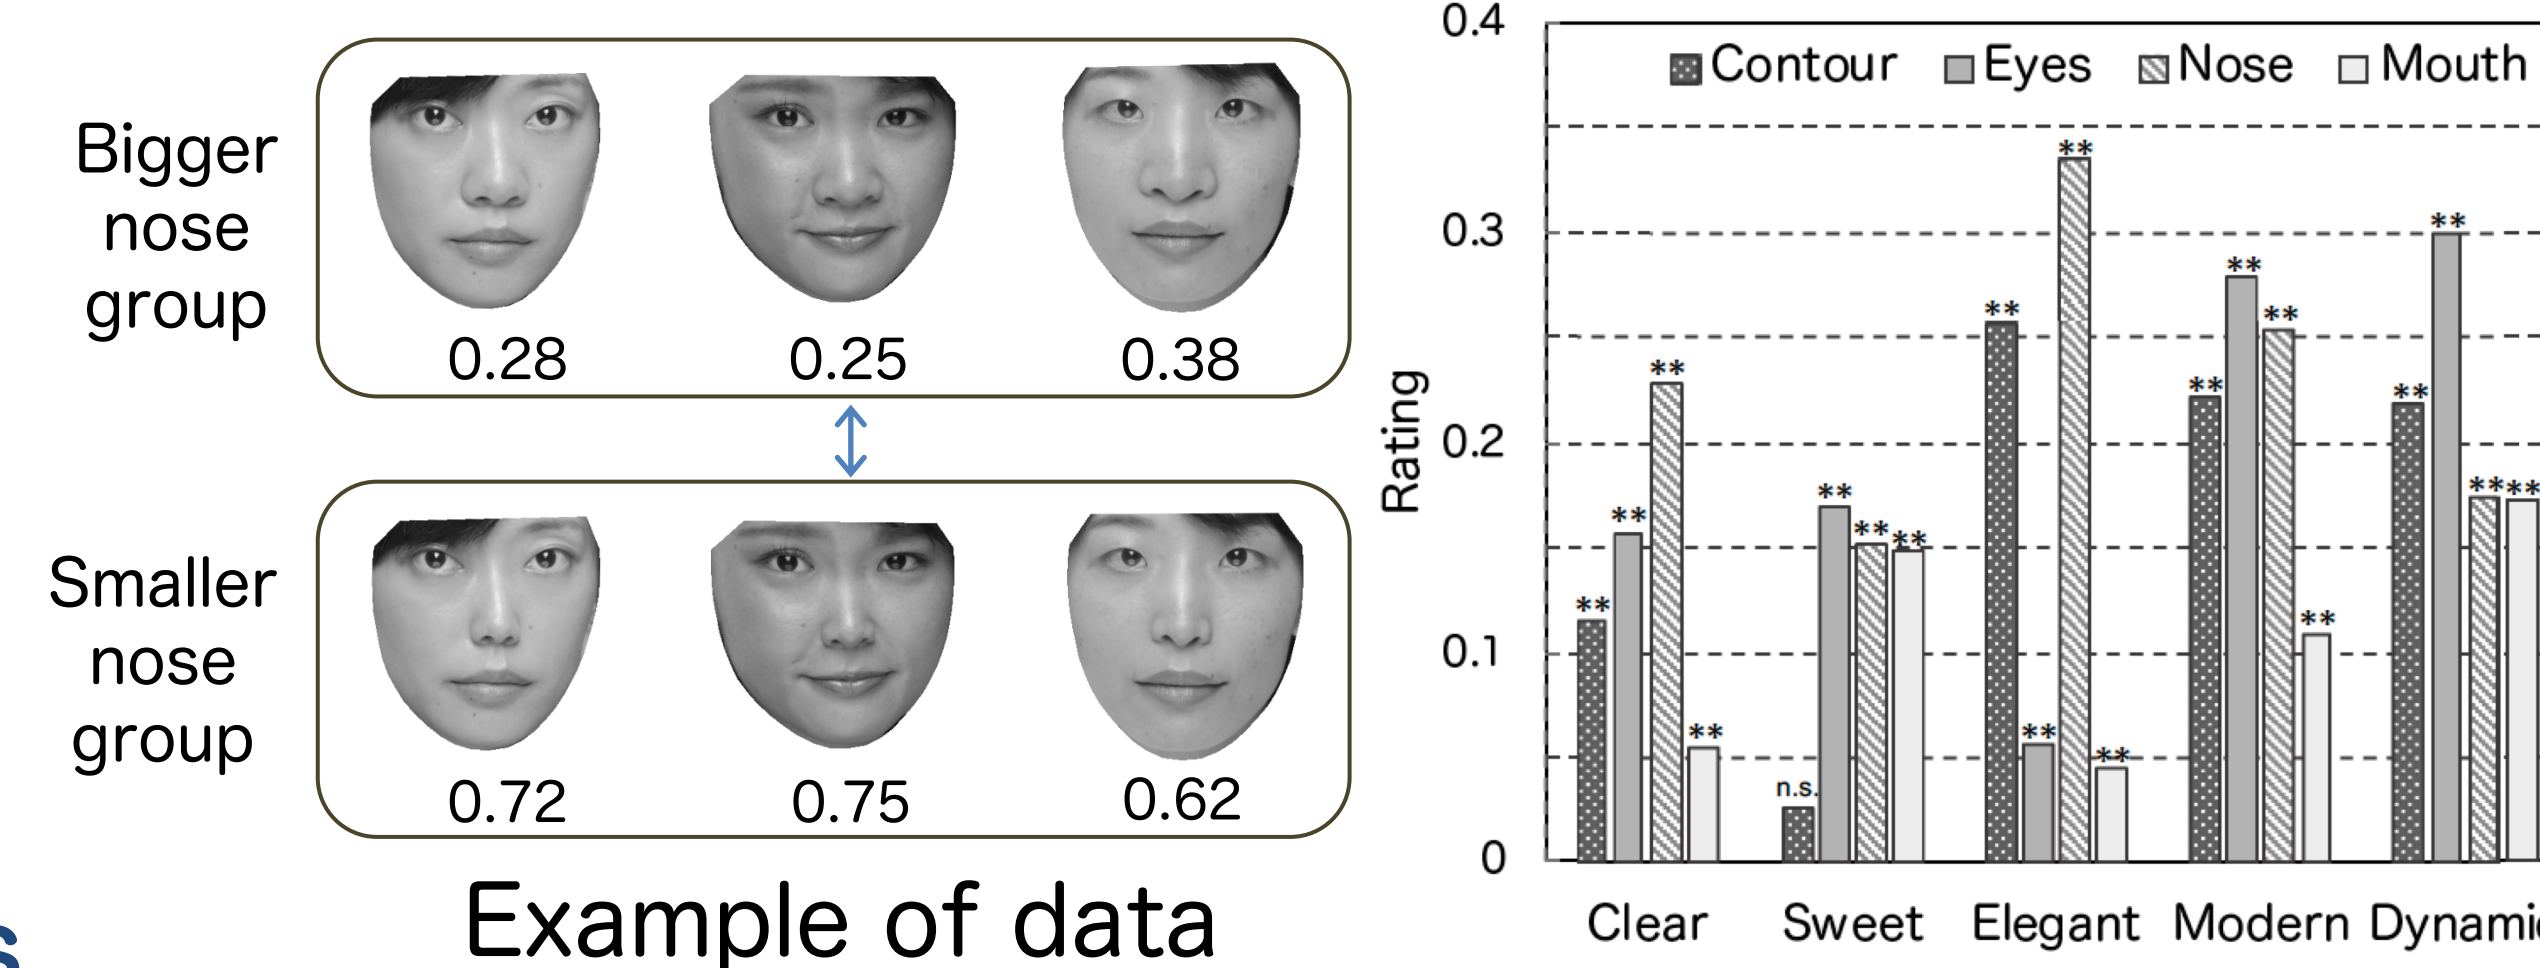 Bigger
nose
group
0.28 0.25 0.38
Smaller
nose
group
0.72 0.75 0.62
Example of data
s
Rating
0.4
0.3
0.2
0.1
0
Contour Eyes Nose Mouth
** ** ** **
n.s. ** ** **
** ** ** **
** ** ** **
** ** ** **
Clear Sweet Elegant Modern Dynamic